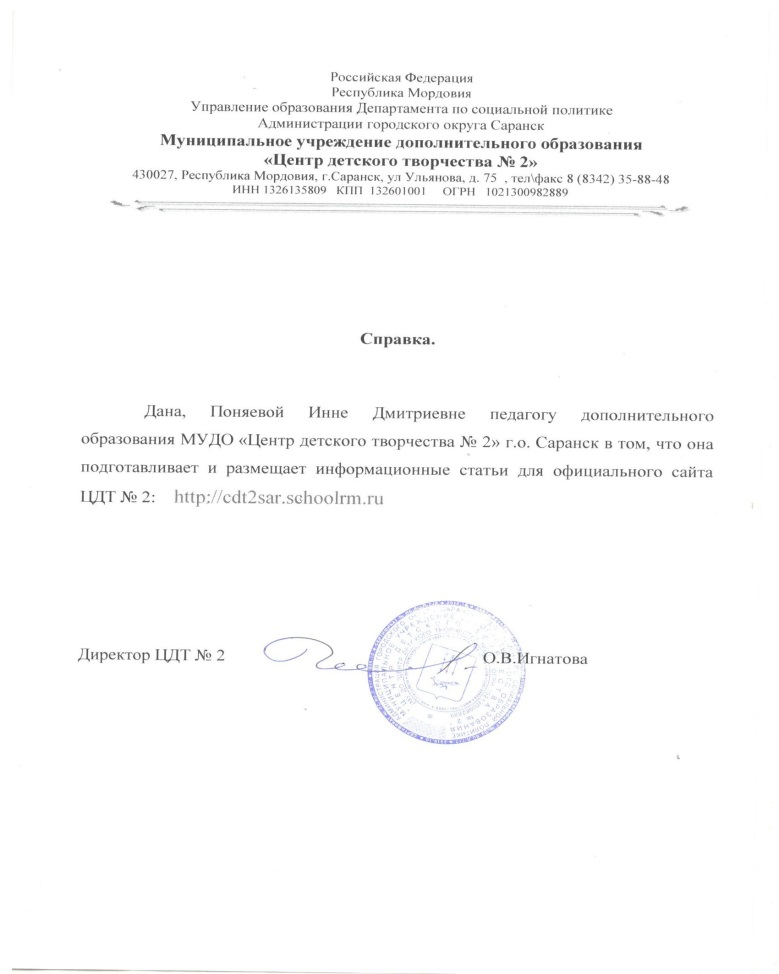 Российская Федерация
Республика Мордовия
Управление образования Департамента по социальной политике
Администрации городского округа Саранск
Муниципальное учреждение дополнительного образования
«Центр детского творчества № 2»
430027, Республика Мордовия, г.Саранск, ул Ульянова, д. 75 , тел\факс 8 (8342) 35-88-48
ИНН 1326135809 КПП 132601001 ОГРН 1021300982889
Справка.
Дана, Поняевой Инне Дмитриевне педагогу дополнительного
образования МУДО «Центр детского творчества № 2» г.о. Саранск в том, что она
подготавливает и размещает информационные статьи для официального сайта
ЦДТ № 2: http://cdt2sar.schoolrm.ru
Директор ЦДТ № 2 О.В.Игнатова